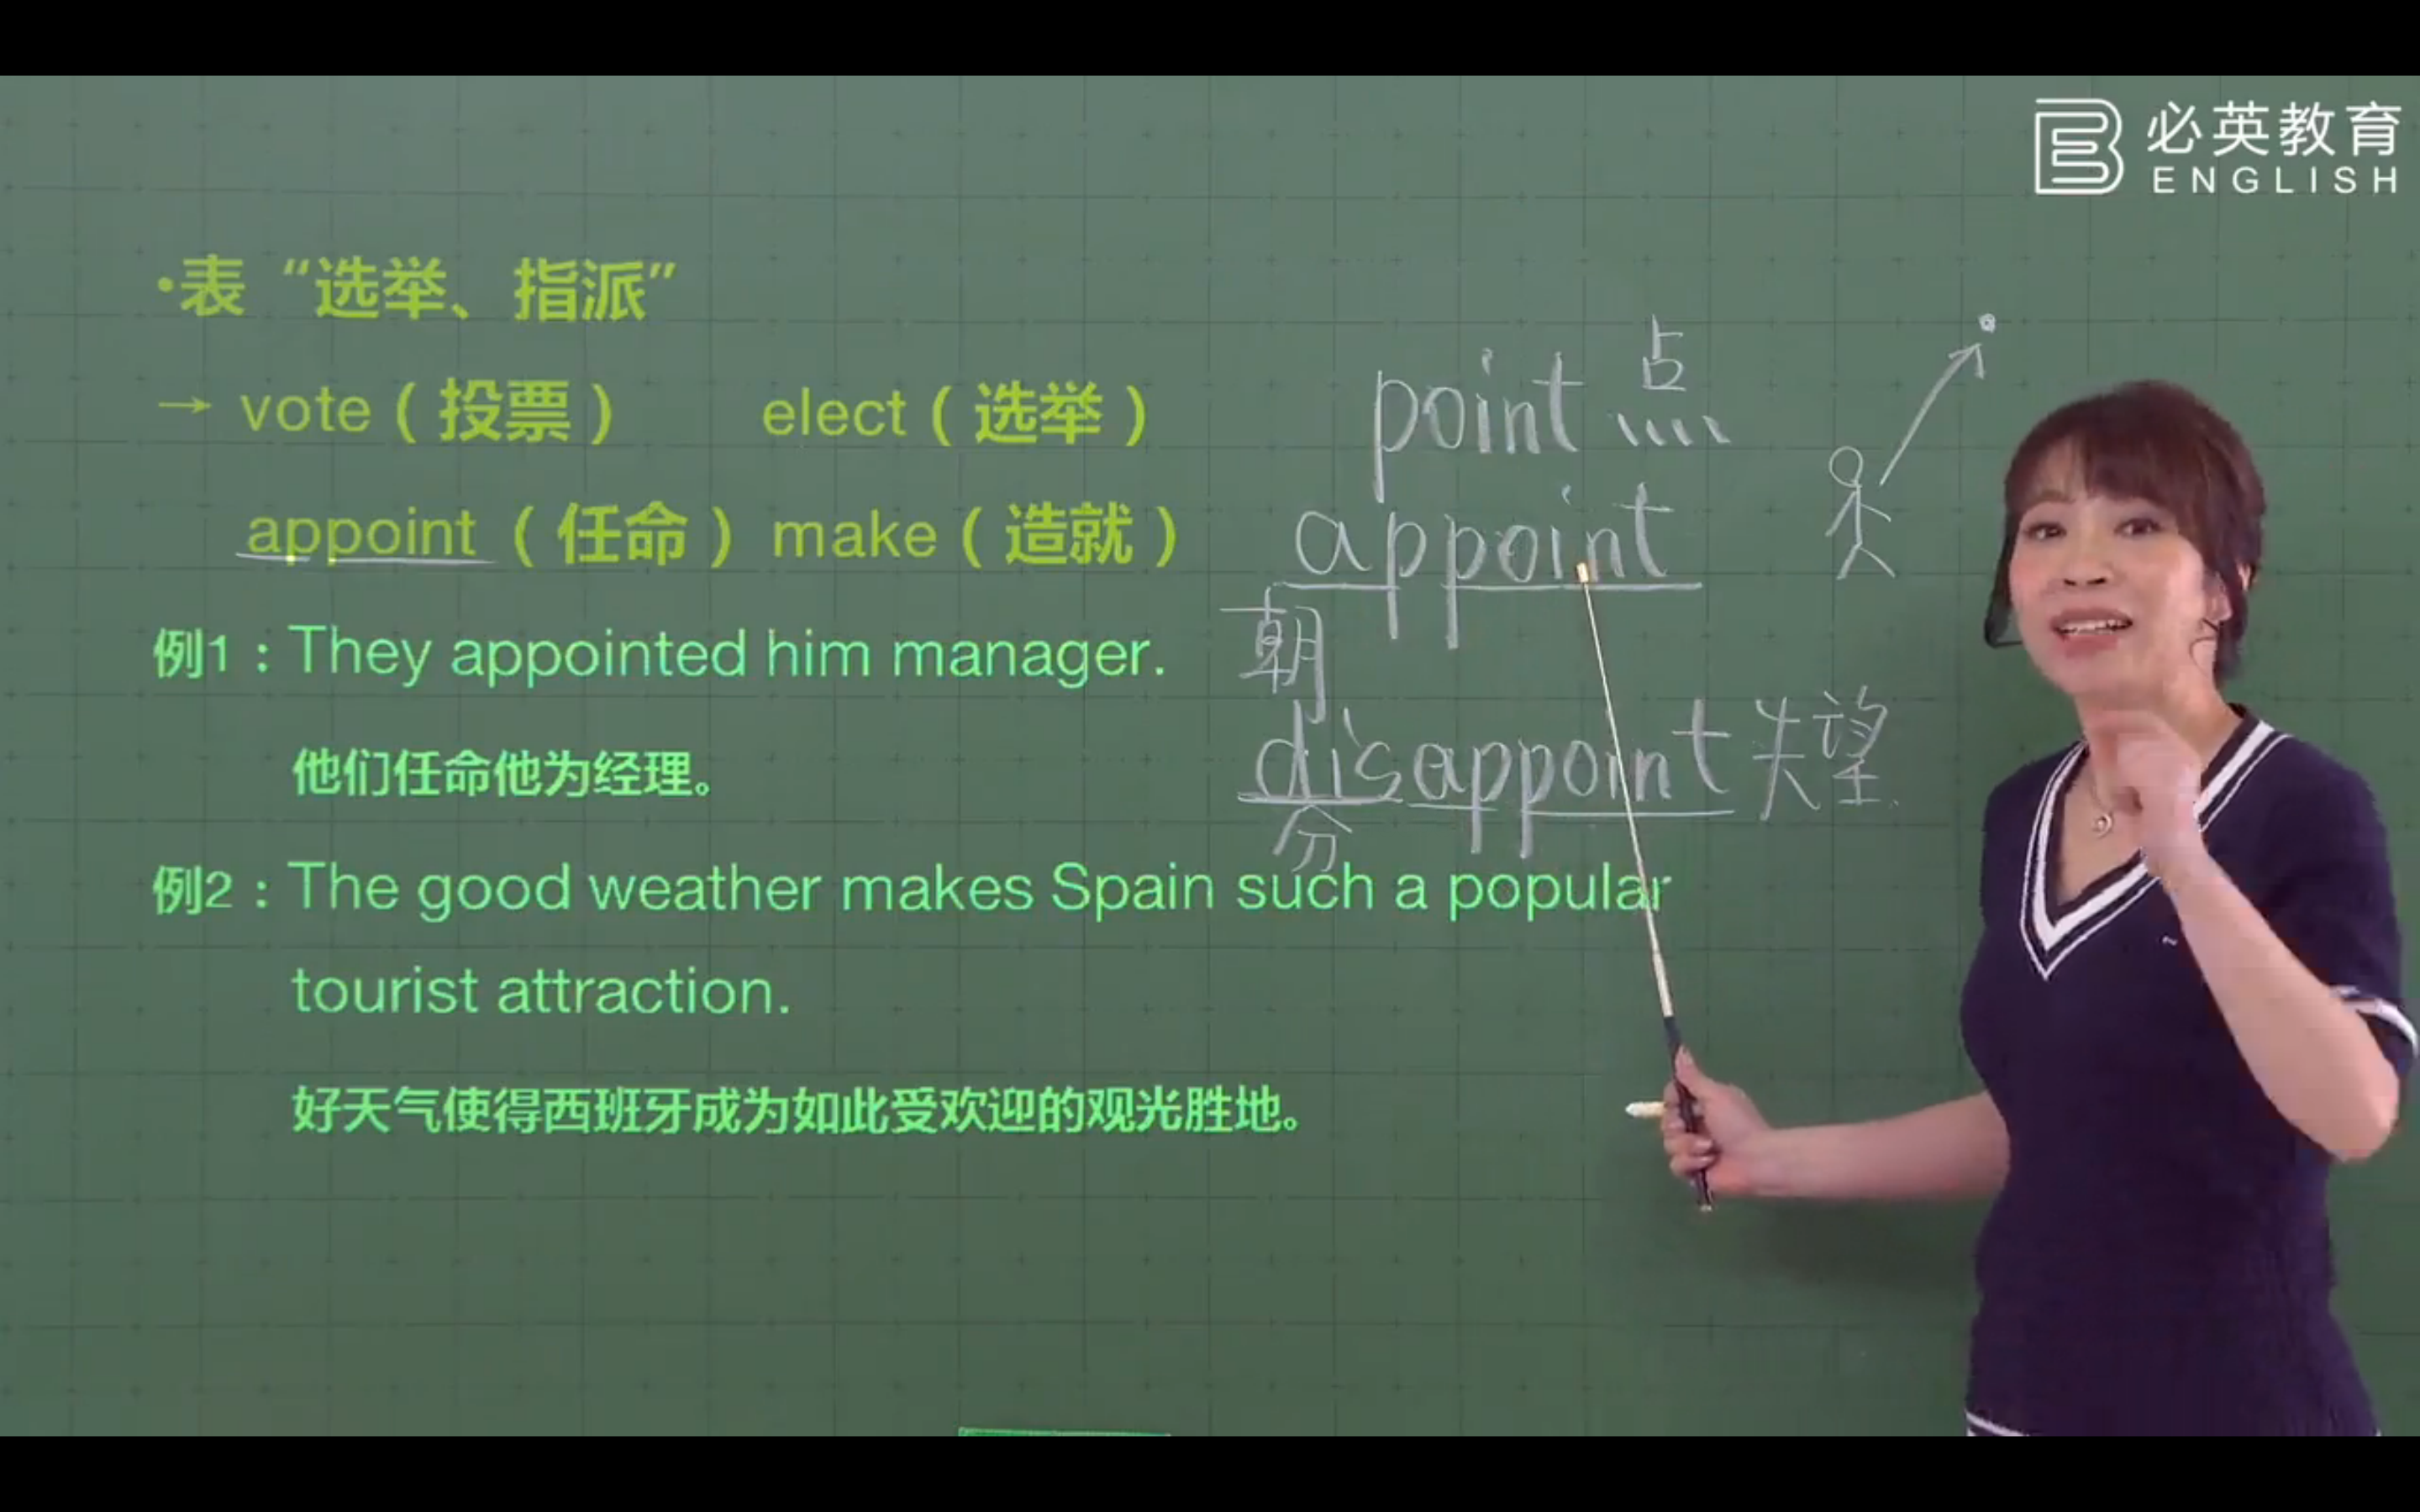 必英教育
ENGLISH
•表“选举、指派”
→ vote（投票） elect（选举）
appoint（任命） make（造就）
例1：They appointed him manager.
他们任命他为经理。
例2：The good weather makes Spain such a popular
tourist attraction.
好天气使得西班牙成为如此受欢迎的观光胜地。
point 点
appoint
朝
disappoint 失望
分